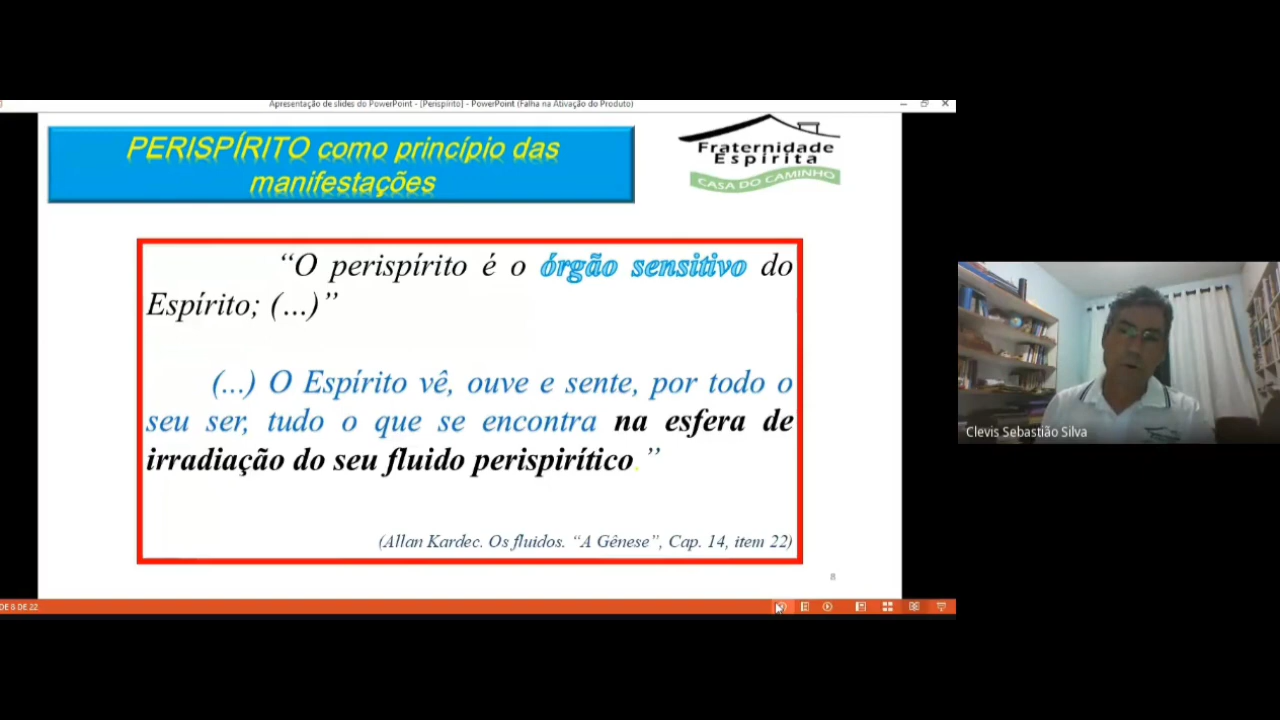 Apresentação de slides do PowerPoint - [Perispírito] - PowerPoint (Falha na Ativação do Produto)
PERISPÍRITO como princípio das
manifestações
Fraternidade
Espírita
CASA DO CAMINHO
“O perispírito é o órgão sensitivo do
Espírito; (...)”
(...) O Espírito vê, ouve e sente, por todo o
seu ser, tudo o que se encontra na esfera de
irradiação do seu fluido perispirítico.”
(Allan Kardec. Os fluidos. “A Gênese”, Cap. 14, item 22)
8
DE 8 DE 22
Clevis Sebastião Silva